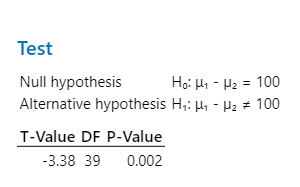 Test
Null hypothesis H₀: μ₁ - μ₂ = 100
Alternative hypothesis H₁: μ₁ - μ₂ ≠ 100
T-Value DF P-Value
-3.38 39 0.002